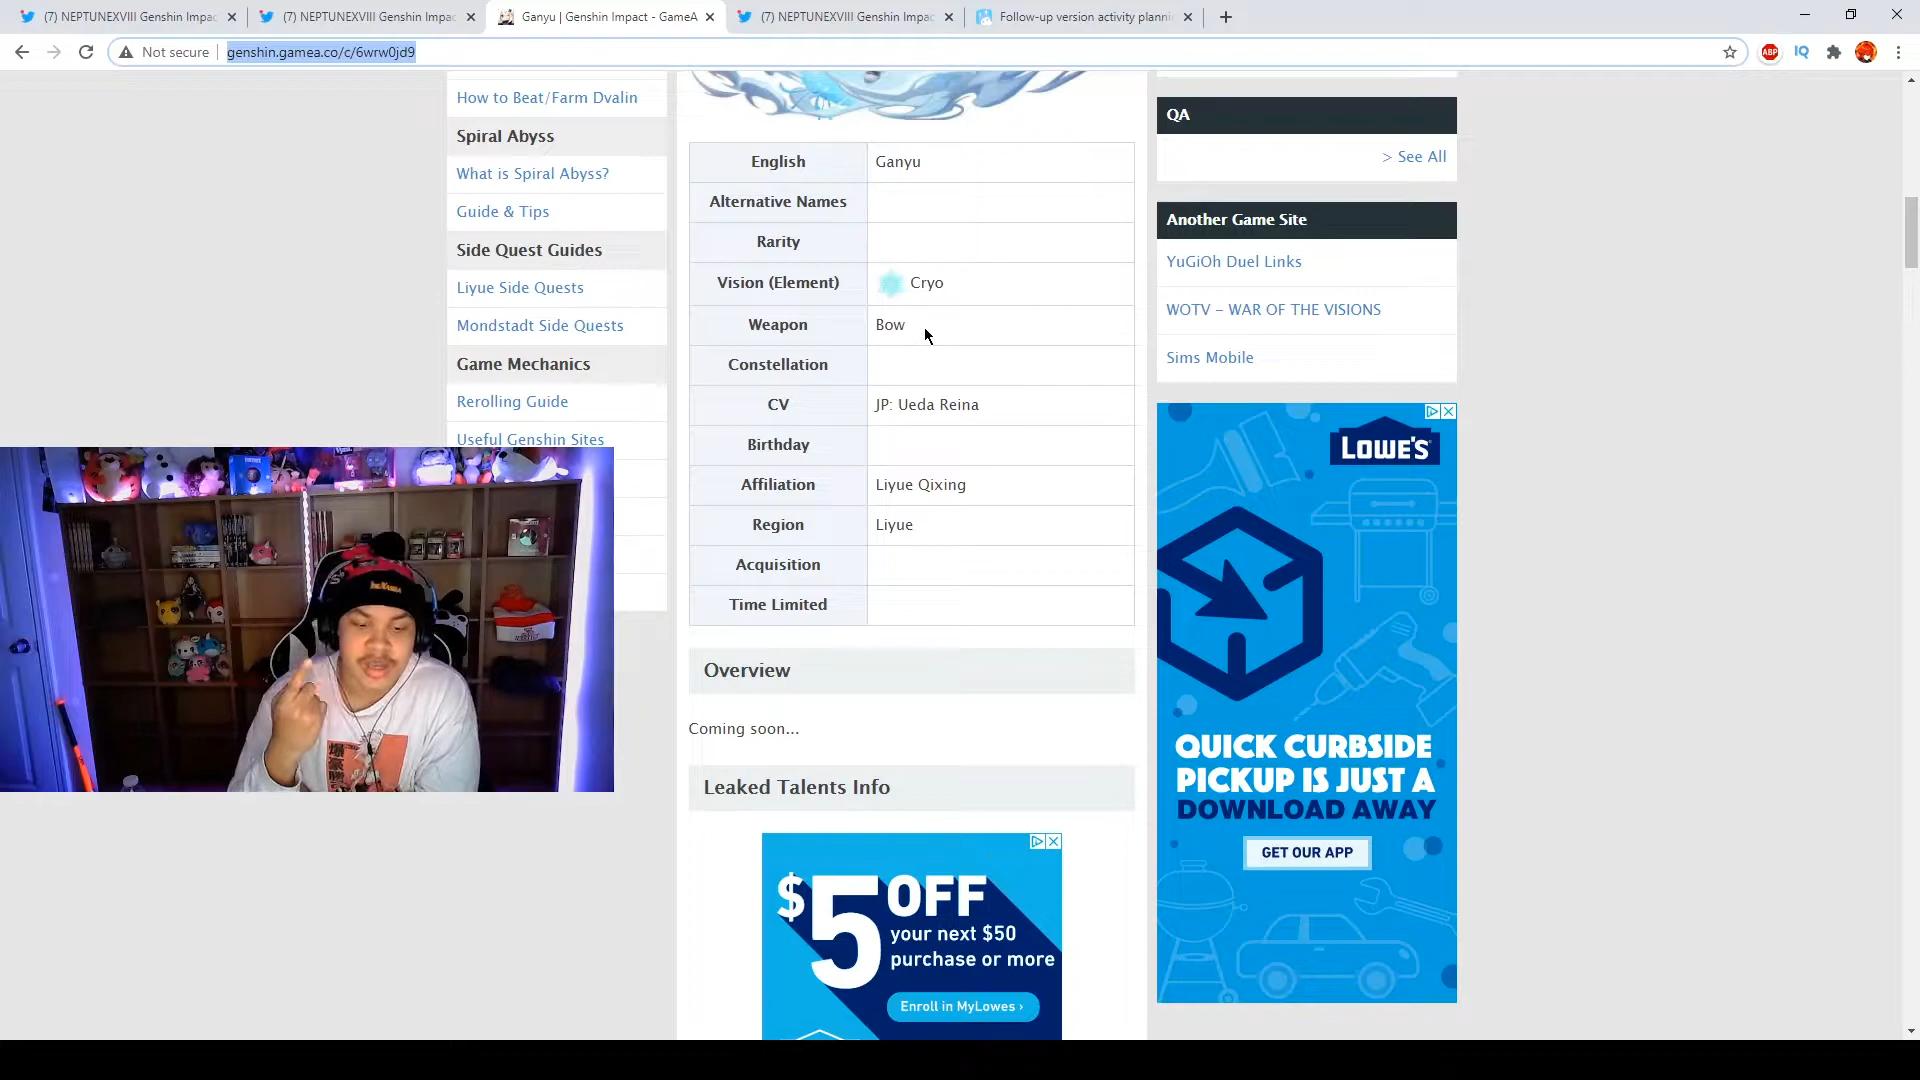 (7) NEPTUNEXVIII Genshin Impac
(7) NEPTUNEXVIII Genshin Impac
Ganyu | Genshin Impact - GameA
(7) NEPTUNEXVIII Genshin Impac
Follow-up version activity planni
Not secure
genshin.gamea.co/c/6wrw0jd9
ABP
IQ
How to Beat/Farm Dvalin
Spiral Abyss
What is Spiral Abyss?
Guide & Tips
Side Quest Guides
Liyue Side Quests
Mondstadt Side Quests
Game Mechanics
Rerolling Guide
Useful Genshin Sites
English Ganyu
Alternative Names
Rarity
Vision (Element) Cryo
Weapon Bow
Constellation
CV JP: Ueda Reina
Birthday
Affiliation Liyue Qixing
Region Liyue
Acquisition
Time Limited
Overview
Coming soon...
Leaked Talents Info
$5 OFF
your next $50
purchase or more
Enroll in MyLowes ›
QA
> See All
Another Game Site
YuGiOh Duel Links
WOTV – WAR OF THE VISIONS
Sims Mobile
LOWE'S
QUICK CURBSIDE
PICKUP IS JUST A
DOWNLOAD AWAY
GET OUR APP